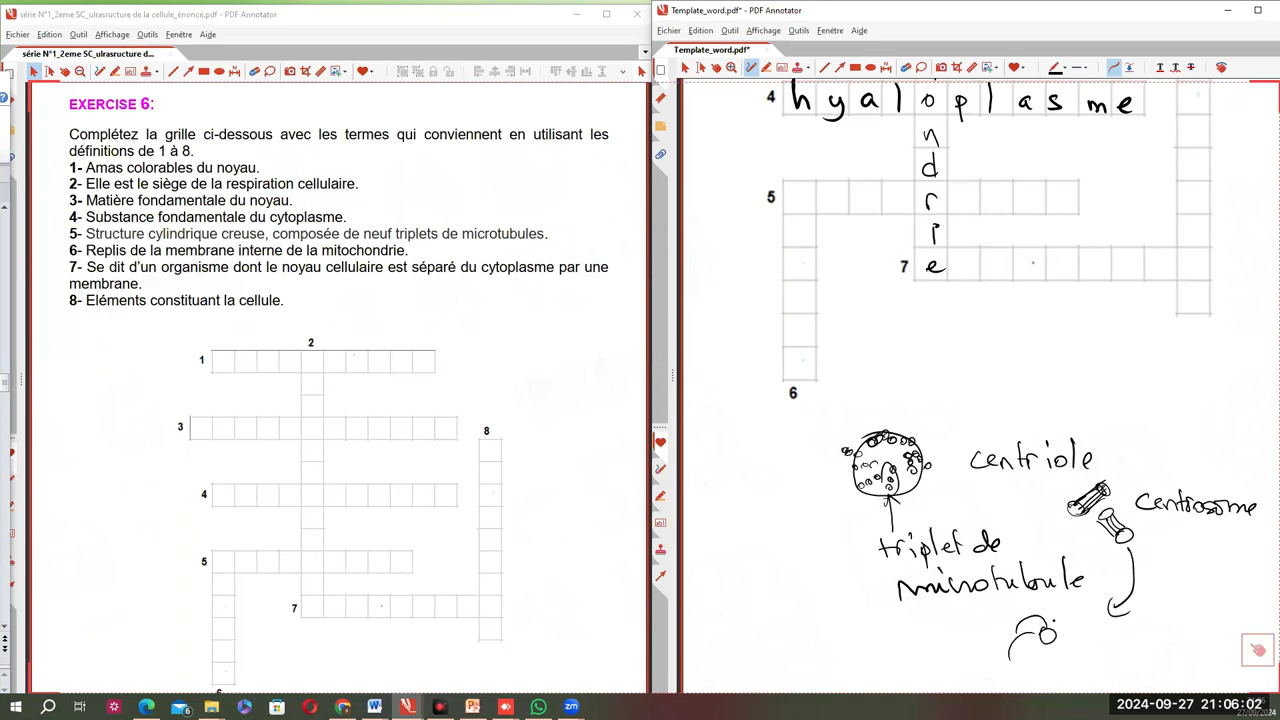 série N°1_2eme SC_ulrasructure de la cellule_énoncé.pdf - PDF Annotator
Fichier Edition Outil Affichage Outils Fenêtre Aide
série N°1_2eme SC_ulrasructure d...
EXERCISE 6:
Complétez la grille ci-dessous avec les termes qui conviennent en utilisant les
définitions de 1 à 8.
1- Amas colorables du noyau.
2- Elle est le siège de la respiration cellulaire.
3- Matière fondamentale du noyau.
4- Substance fondamentale du cytoplasme.
5- Structure cylindrique creuse, composée de neuf triplets de microtubules.
6- Replis de la membrane interne de la mitochondrie.
7- Se dit d'un organisme dont le noyau cellulaire est séparé du cytoplasme par une
membrane.
8- Eléments constituant la cellule.
2
1
3
8
4
5
7
Template_word.pdf* - PDF Annotator
Fichier Edition Outil Affichage Outils Fenêtre Aide
Template_word.pdf*
4 hyaloplasme
n
d
5 r
i
7 e
6
centriole
centrosome
triplet de
microtubule
2024-09-27 21:06:02